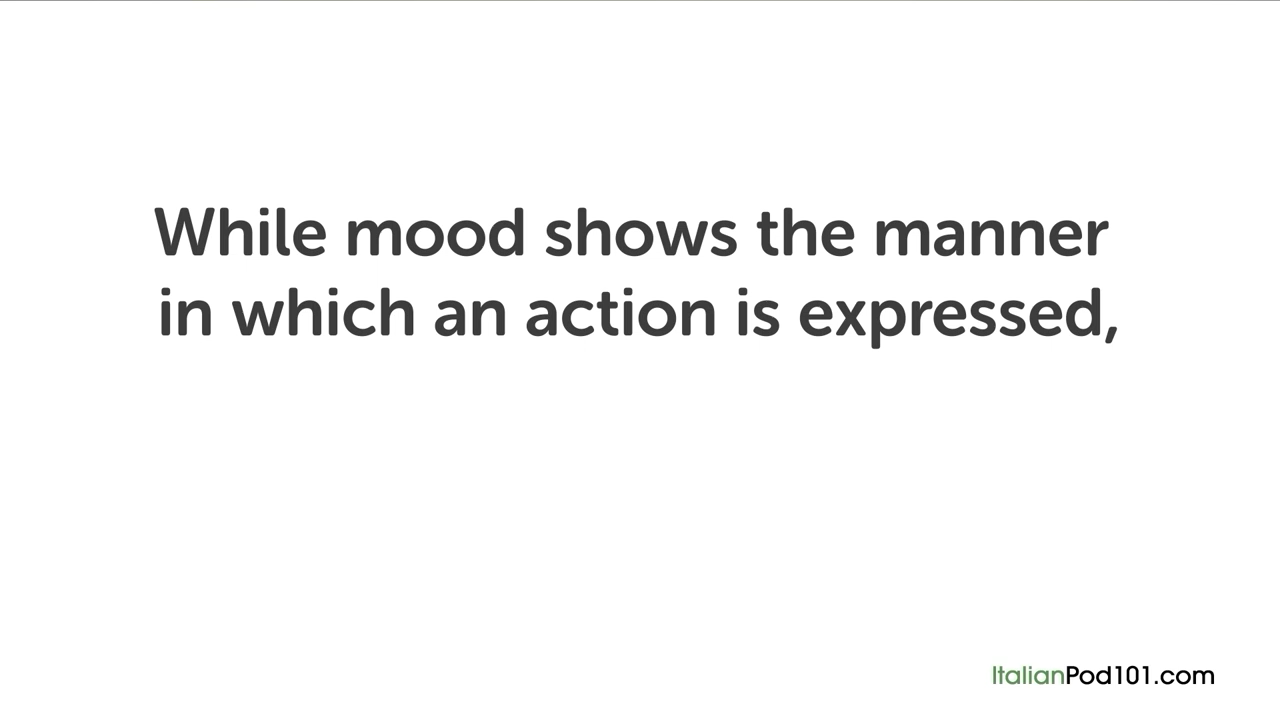 While mood shows the manner
in which an action is expressed,
ItalianPod101.com